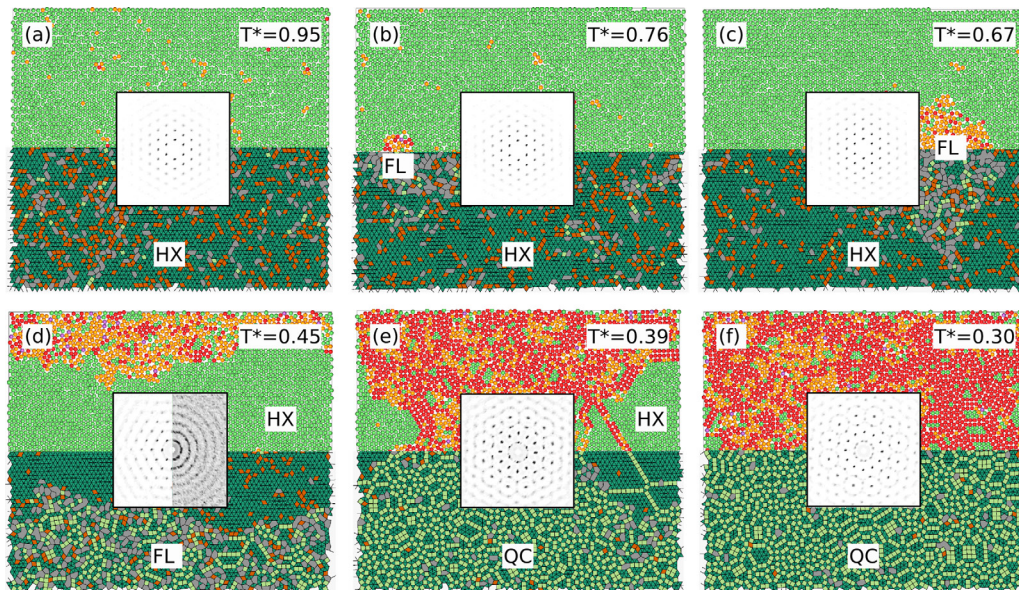 (a) T*=0.95
(b) T*=0.76
(c) T*=0.67
FL
FL
HX
HX
HX
(d) T*=0.45
(e) T*=0.39
(f) T*=0.30
HX
HX
FL
QC
QC